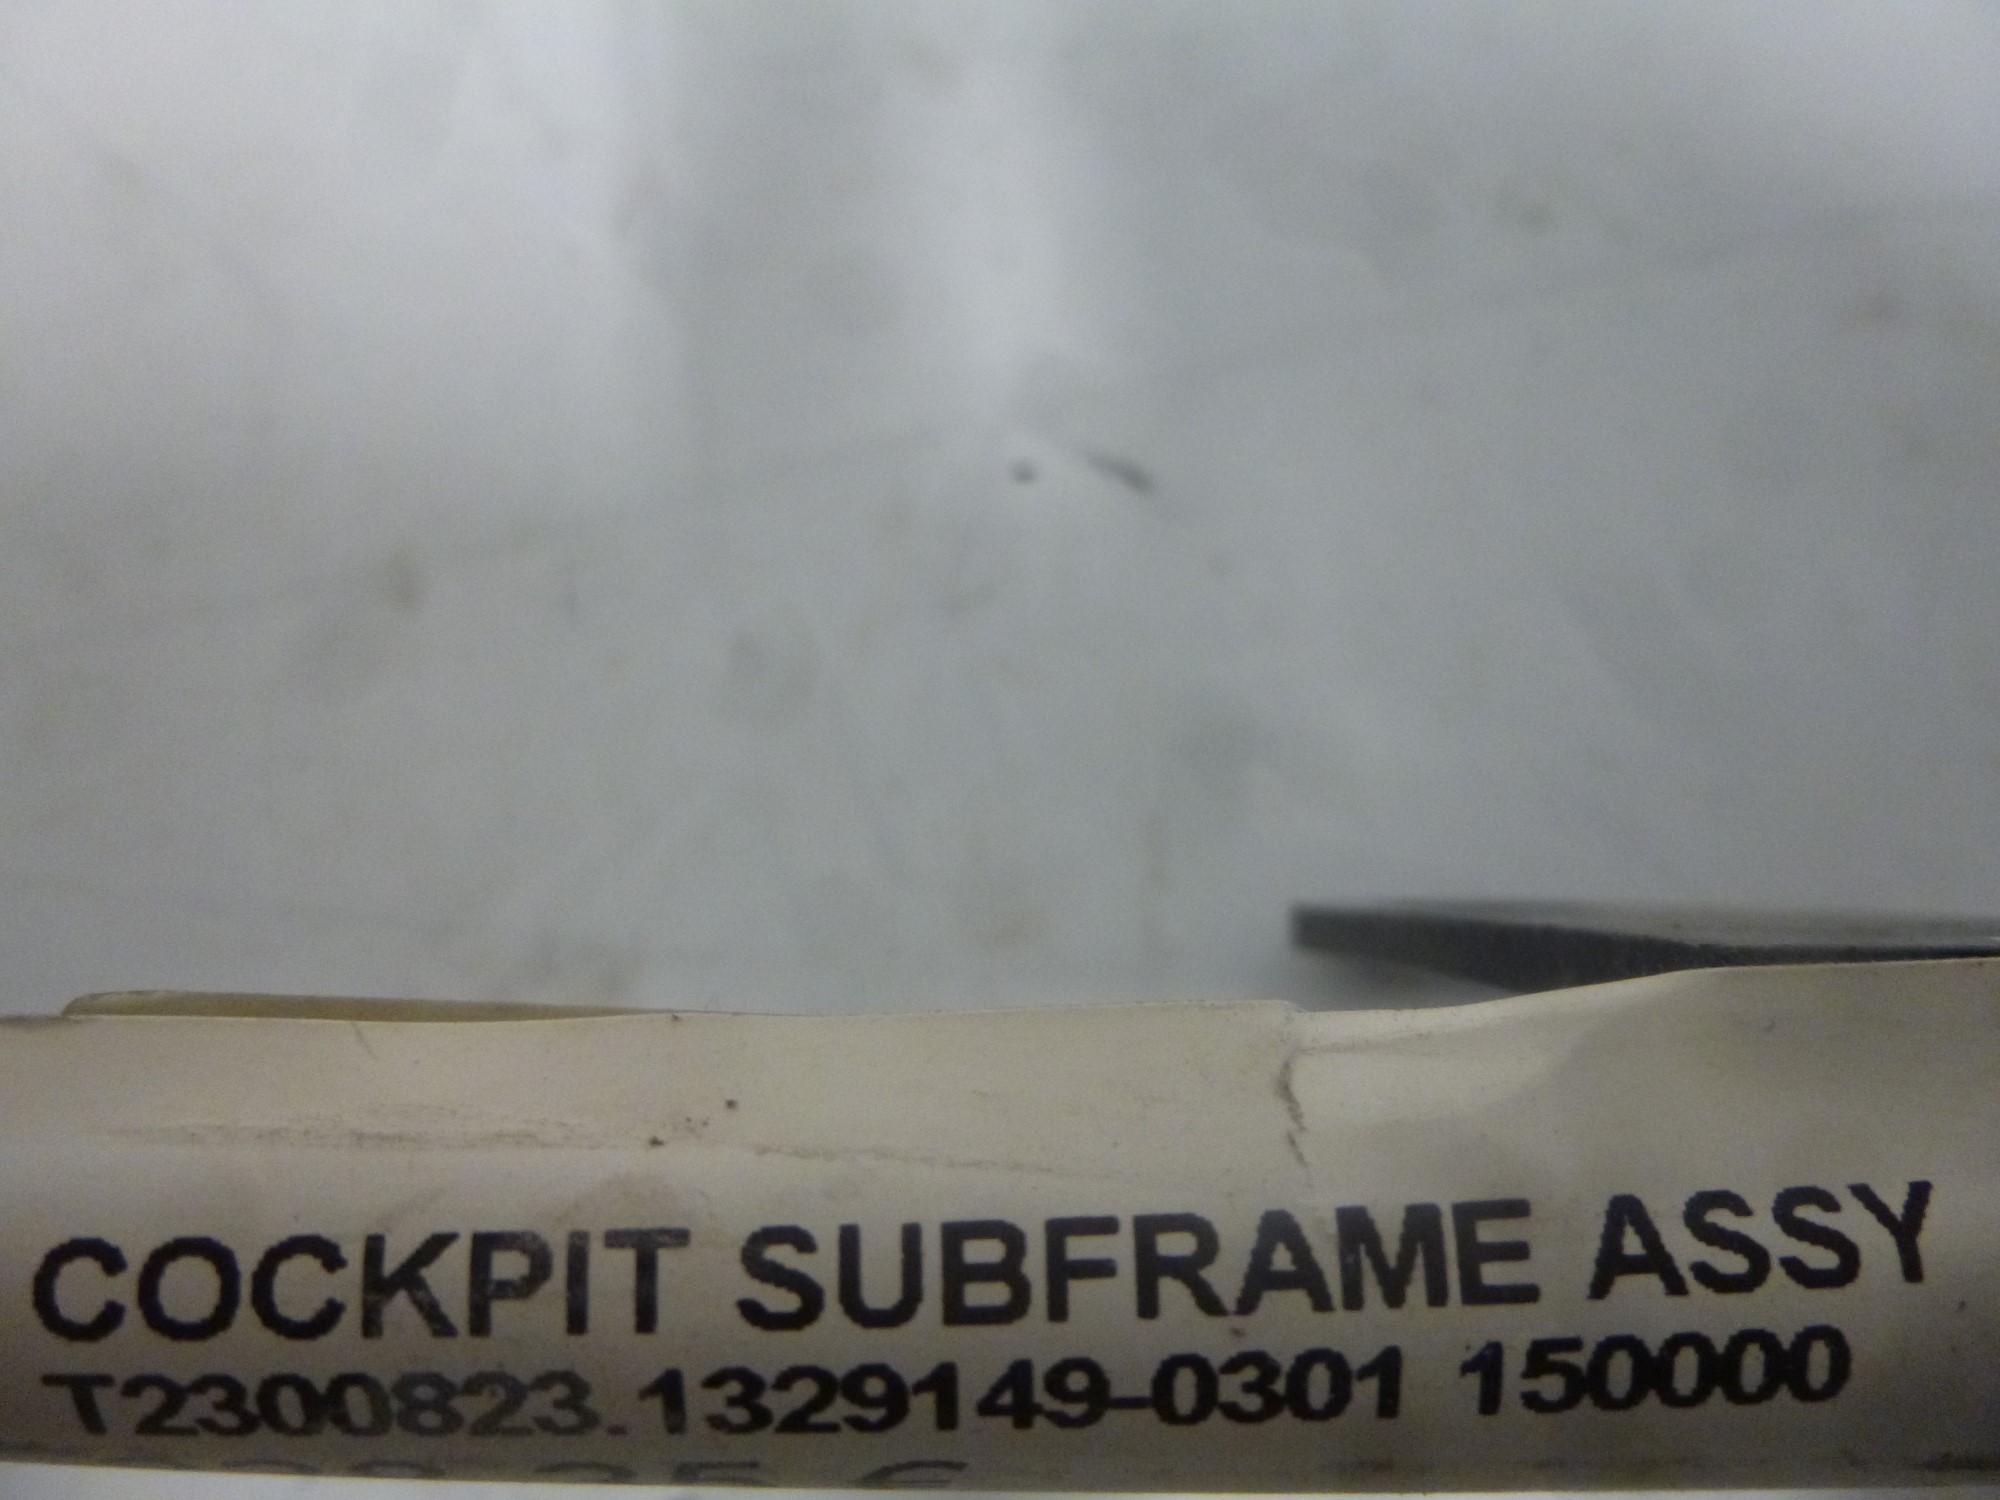 COCKPIT SUBFRAME ASSY
T2300823.1329149-0301 150000